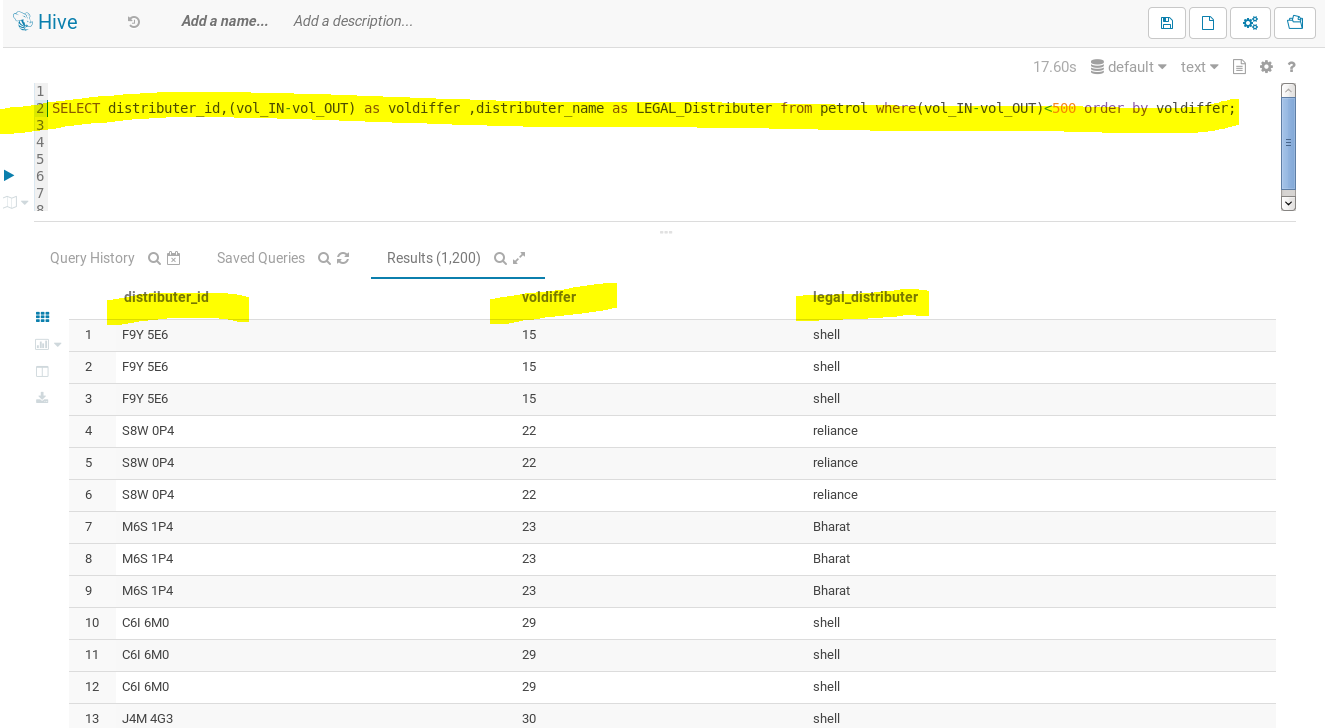 Hive Add a name... Add a description...
17.60s default text ?
1
2 SELECT distributer_id,(vol_IN-vol_OUT) as voldiffer ,distributer_name as LEGAL_Distributer from petrol where(vol_IN-vol_OUT)<500 order by voldiffer;
3
4
5
6
7
8
Query History Saved Queries Results (1,200)
distributer_id voldiffer legal_distributer
1 F9Y 5E6 15 shell
2 F9Y 5E6 15 shell
3 F9Y 5E6 15 shell
4 S8W 0P4 22 reliance
5 S8W 0P4 22 reliance
6 S8W 0P4 22 reliance
7 M6S 1P4 23 Bharat
8 M6S 1P4 23 Bharat
9 M6S 1P4 23 Bharat
10 C6I 6M0 29 shell
11 C6I 6M0 29 shell
12 C6I 6M0 29 shell
13 J4M 4G3 30 shell